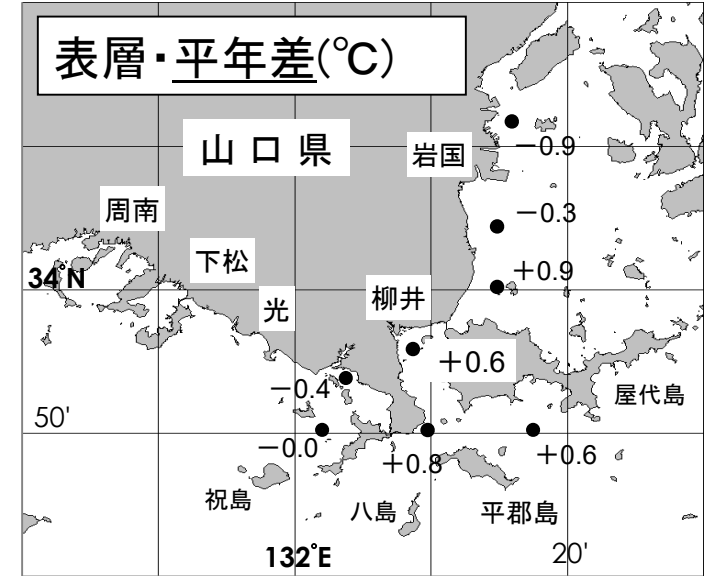 表層・平年差(℃)
山口県
岩国
−0.9
周南
−0.3
下松
34°N
+0.9
柳井
光
+0.6
−0.4
屋代島
50'
−0.0
+0.8
+0.6
祝島
八島
平郡島
132°E
20'